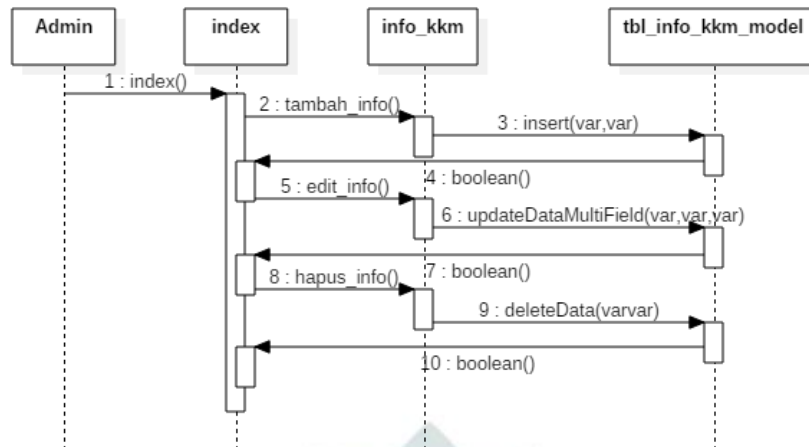 Admin
index
info_kkm
tbl_info_kkm_model
1 : index()
2 : tambah_info()
3 : insert(var,var)
4 : boolean()
5 : edit_info()
6 : updateDataMultiField(var,var,var)
7 : boolean()
8 : hapus_info()
9 : deleteData(varvar)
10 : boolean()